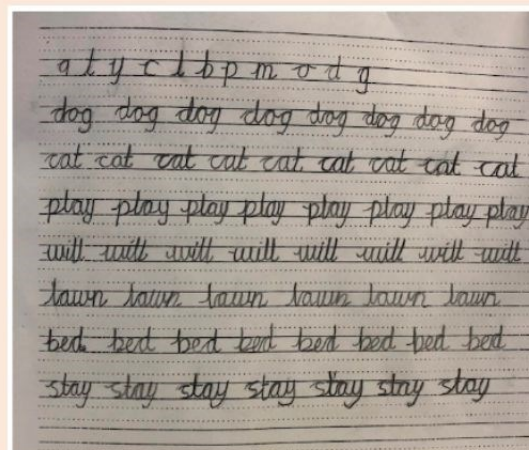 a t y c l b p m o d g
dog dog dog dog dog dog dog dog
cat cat cat cat cat cat cat cat cat
play play play play play play play play
will will will will will will will will
lawn lawn lawn lawn lawn lawn
bed bed bed bed bed bed bed bed
stay stay stay stay stay stay stay